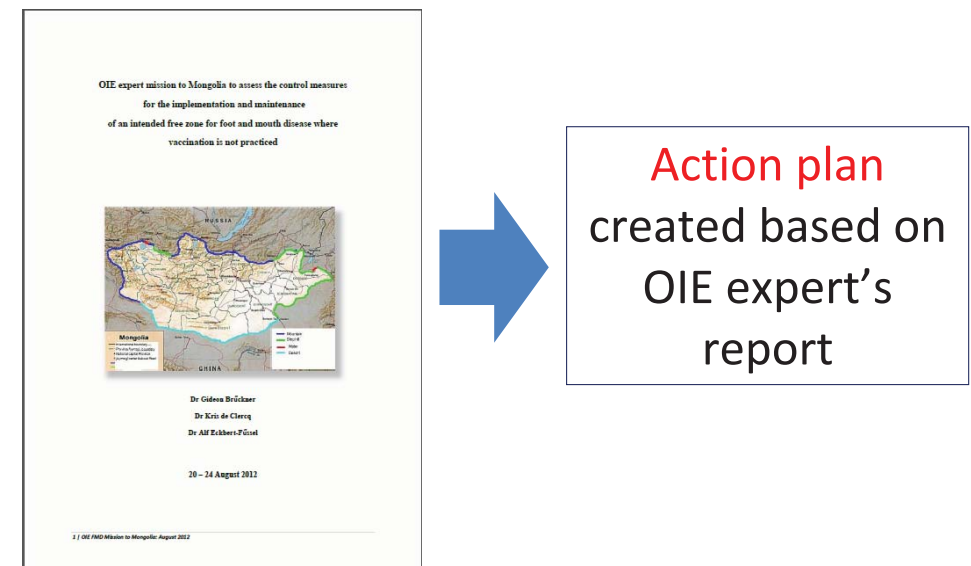 OIE expert mission to Mongolia to assess the control measures
for the implementation and maintenance
of an intended free zone for foot and mouth disease where
vaccination is not practiced
RUSSIA
Mongolia
CHINA
Dr Gideon Brűckner
Dr Kris de Clercq
Dr Alf Eckbert-Fűssel
20 – 24 August 2012
1 | OIE FMD Mission to Mongolia: August 2012
Action plan
created based on
OIE expert’s
report